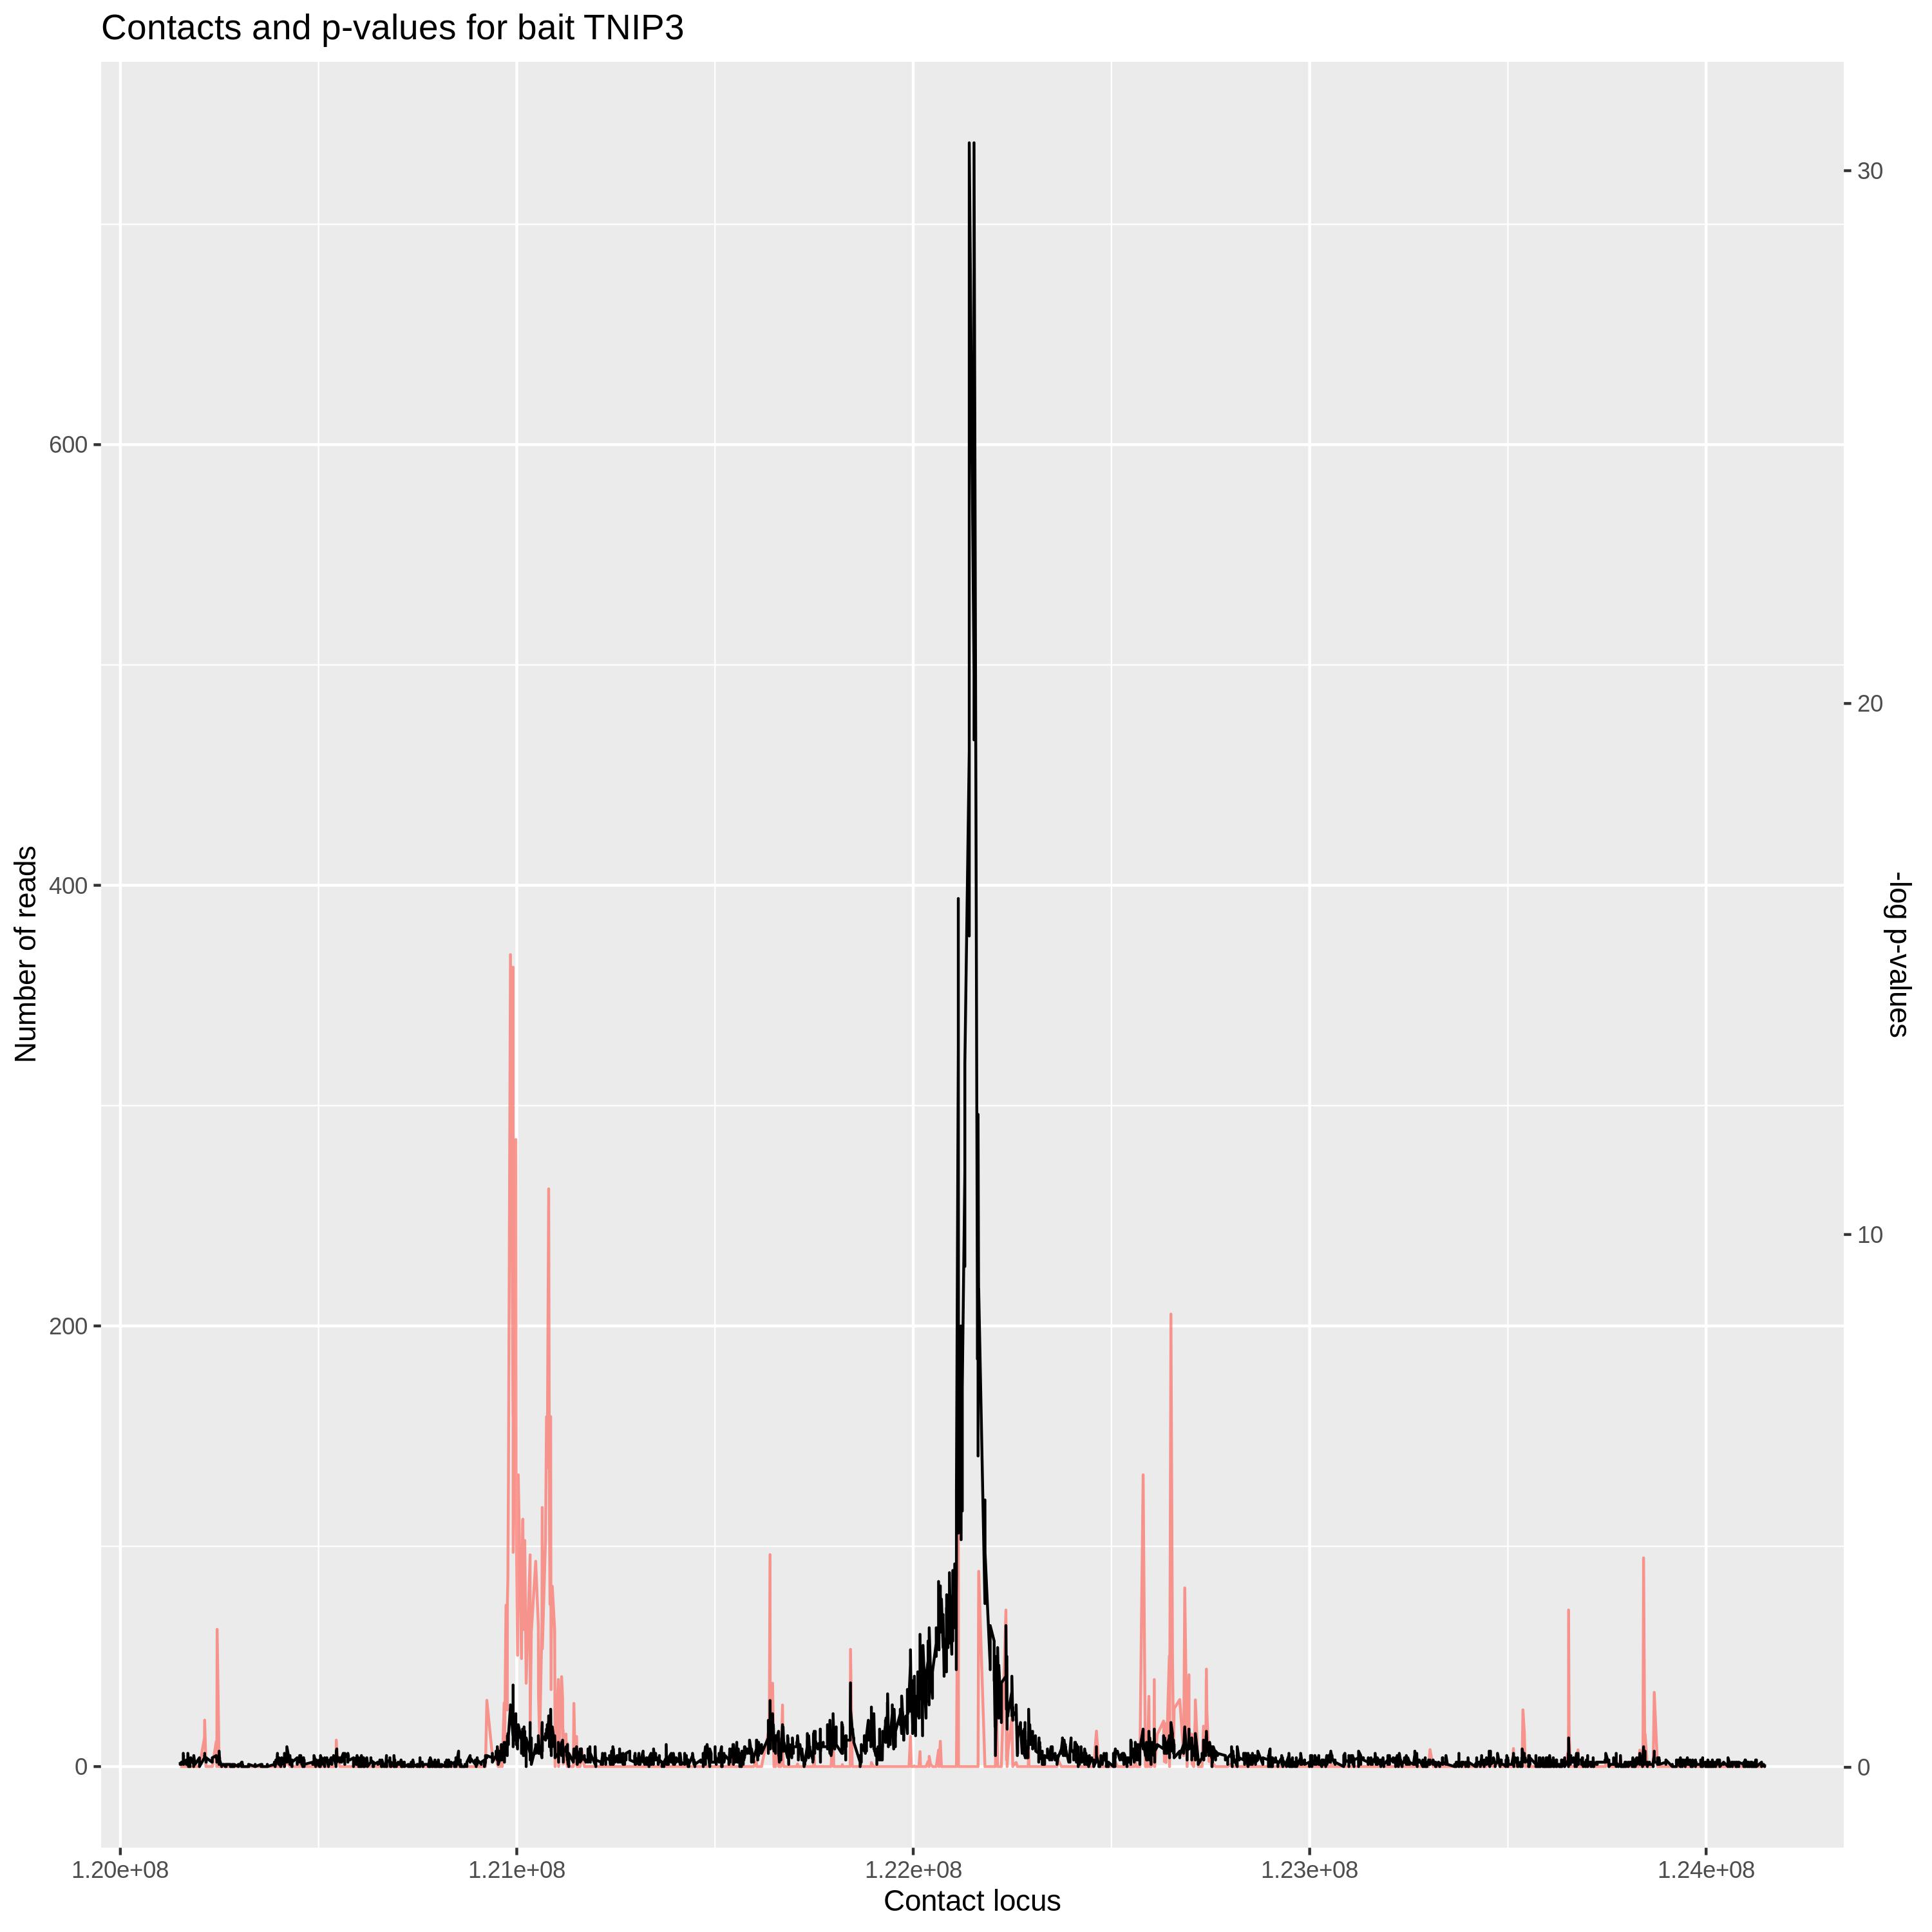 Contacts and p-values for bait TNIP3
30
600
20
Number of reads
400
-log p-values
10
200
0
0
1.20e+08
1.21e+08
1.22e+08
1.23e+08
1.24e+08
Contact locus